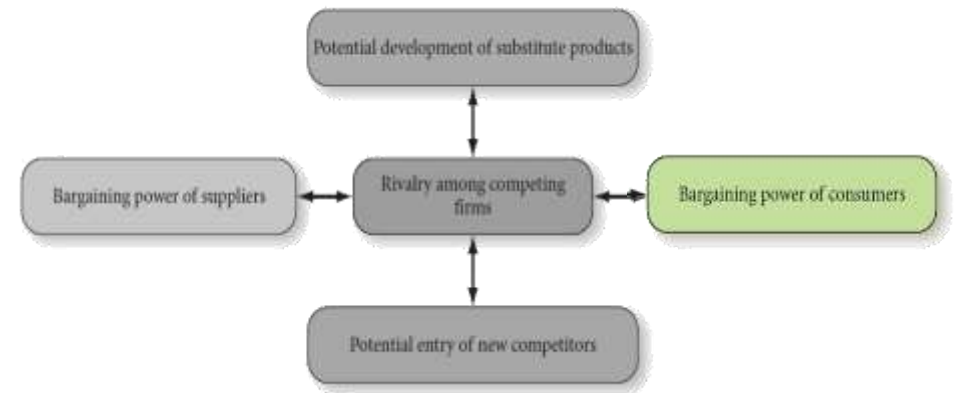 Potential development of substitute products
Bargaining power of suppliers
Rivalry among competing
firms
Bargaining power of consumers
Potential entry of new competitors